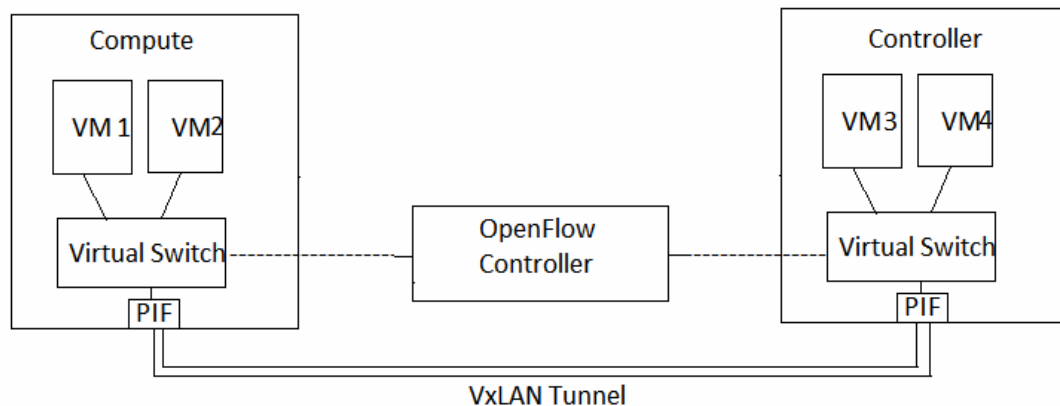 Compute
VM 1
VM2
Virtual Switch
PIF
OpenFlow
Controller
Controller
VM3
VM4
Virtual Switch
PIF
VxLAN Tunnel